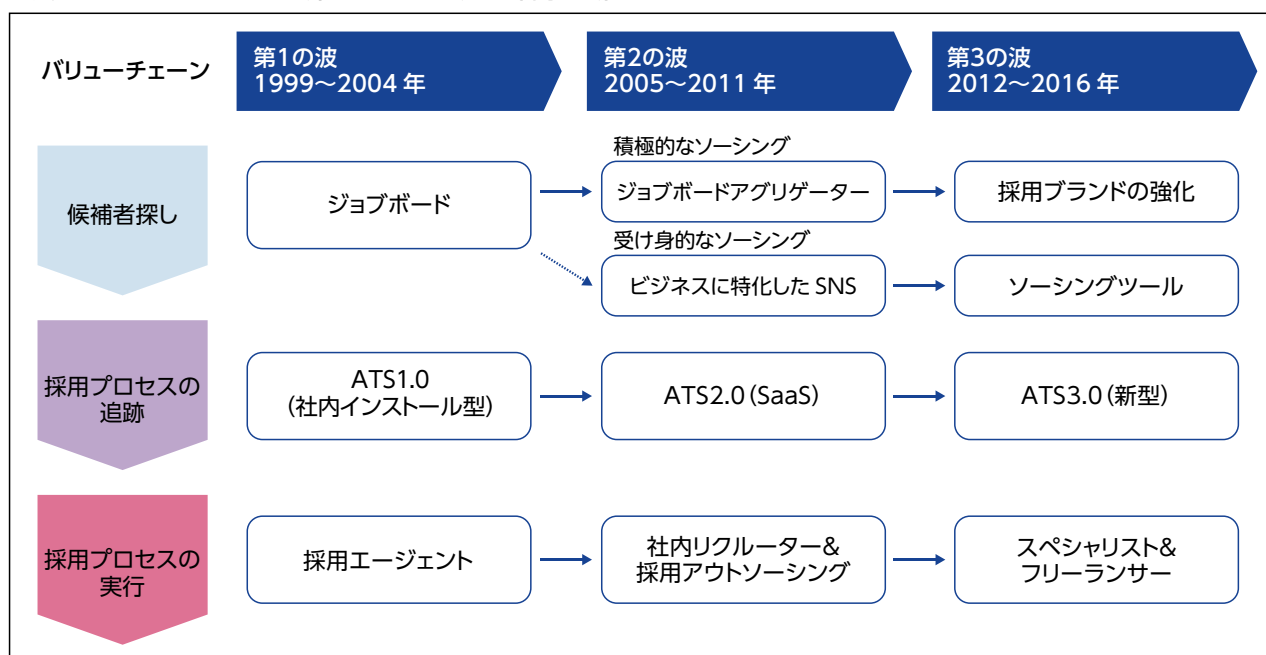 バリューチェーン
第1の波
1999～2004 年
第2の波
2005～2011 年
第3の波
2012～2016 年
候補者探し
ジョブボード
積極的なソーシング
ジョブボードアグリゲーター
採用ブランドの強化
受け身的なソーシング
ビジネスに特化した SNS
ソーシングツール
採用プロセスの
追跡
ATS1.0
（社内インストール型）
ATS2.0（SaaS）
ATS3.0（新型）
採用プロセスの
実行
採用エージェント
社内リクルーター＆
採用アウトソーシング
スペシャリスト＆
フリーランサー